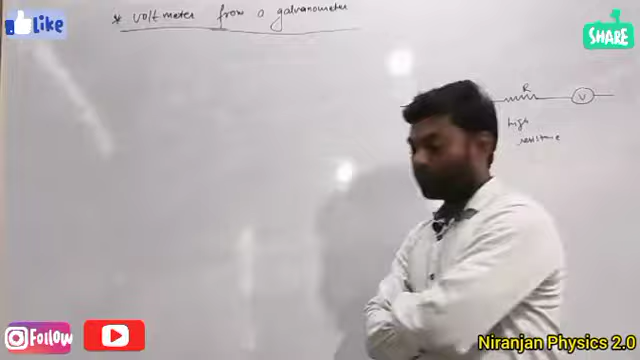 Like
* voltmeter from a galvanometer
SHARE
R
V
high
resistance
Follow
Niranjan Physics 2.0